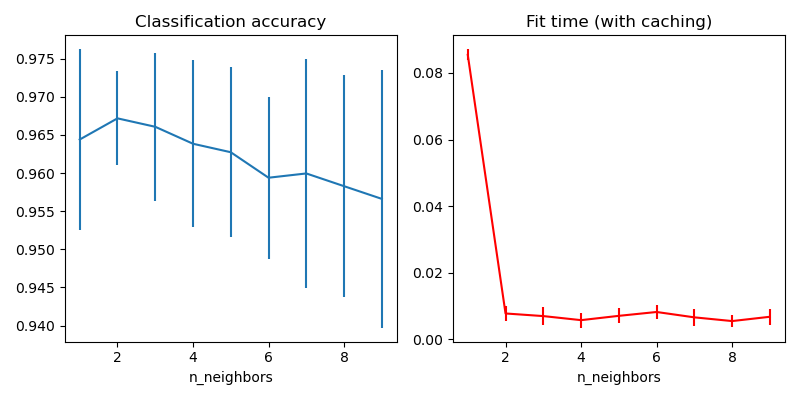 Classification accuracy
0.975
0.970
0.965
0.960
0.955
0.950
0.945
0.940
2 4 6 8
n_neighbors
Fit time (with caching)
0.08
0.06
0.04
0.02
0.00
2 4 6 8
n_neighbors